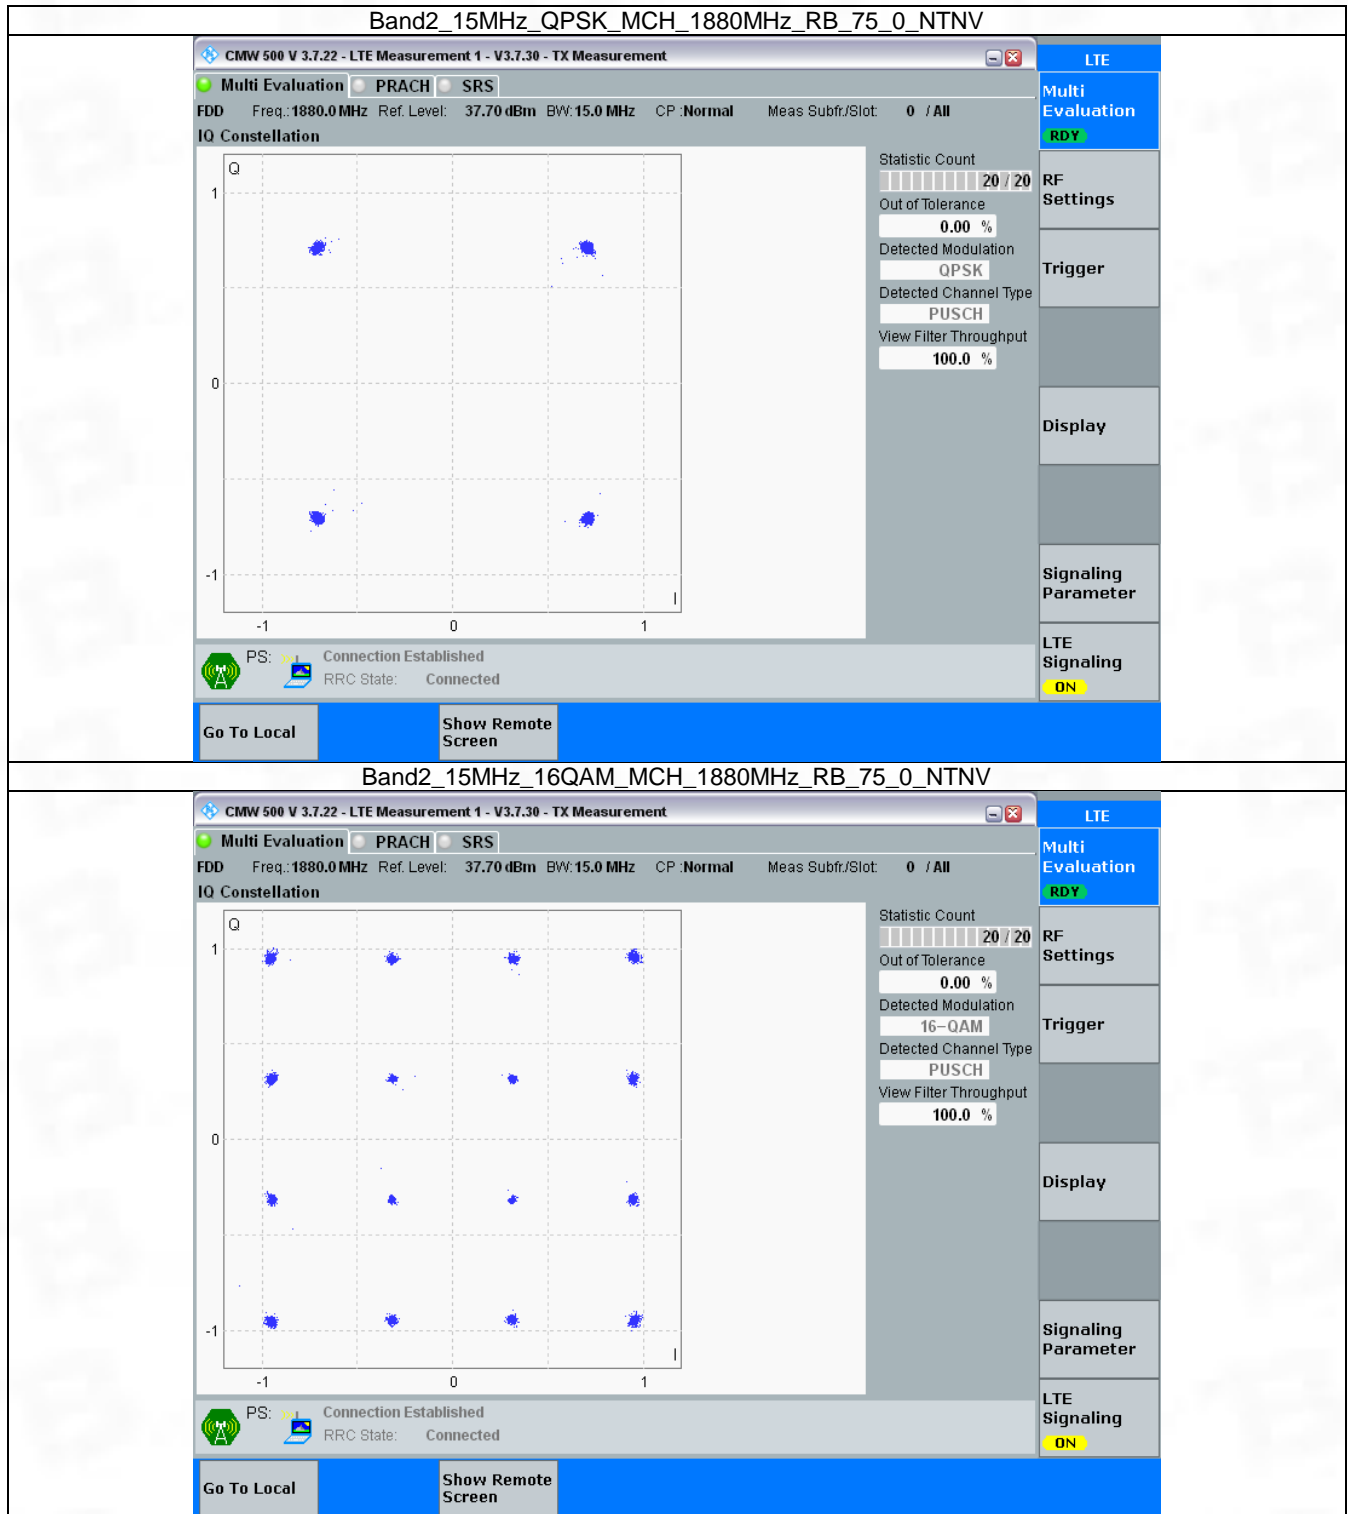 Band2_15MHz_QPSK_MCH_1880MHz_RB_75_0_NTNV
CMW 500 V 3.7.22 - LTE Measurement 1 - V3.7.30 - TX Measurement
LTE
Multi Evaluation PRACH SRS
Multi
Evaluation
RDY
FDD Freq.:1880.0 MHz Ref. Level: 37.70 dBm BW:15.0 MHz CP :Normal Meas Subfr./Slot: 0 / All
IQ Constellation
Q
1
0
-1
I
-1 0 1
Statistic Count
20 / 20
Out of Tolerance
0.00 %
Detected Modulation
QPSK
Detected Channel Type
PUSCH
View Filter Throughput
100.0 %
RF
Settings
Trigger
Display
Signaling
Parameter
LTE
Signaling
ON
PS: Connection Established
RRC State: Connected
Go To Local
Show Remote
Screen
Band2_15MHz_16QAM_MCH_1880MHz_RB_75_0_NTNV
CMW 500 V 3.7.22 - LTE Measurement 1 - V3.7.30 - TX Measurement
LTE
Multi Evaluation PRACH SRS
Multi
Evaluation
RDY
FDD Freq.:1880.0 MHz Ref. Level: 37.70 dBm BW:15.0 MHz CP :Normal Meas Subfr./Slot: 0 / All
IQ Constellation
Q
1
0
-1
I
-1 0 1
Statistic Count
20 / 20
Out of Tolerance
0.00 %
Detected Modulation
16-QAM
Detected Channel Type
PUSCH
View Filter Throughput
100.0 %
RF
Settings
Trigger
Display
Signaling
Parameter
LTE
Signaling
ON
PS: Connection Established
RRC State: Connected
Go To Local
Show Remote
Screen